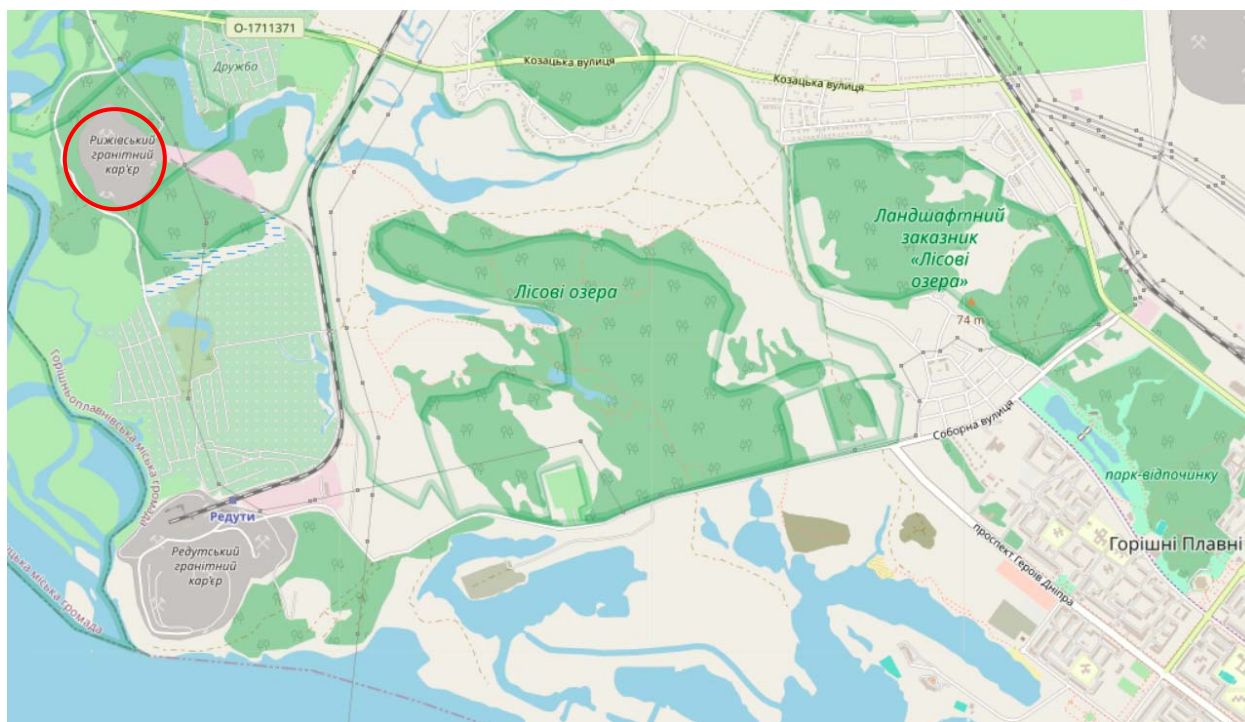 О-1711371
Дружба
Козацька вулиця
Козацька вулиця
Рижівський
гранітний
кар'єр
Ландшафтний
заказник
«Лісові
озера»
Лісові озера
74 m
Горішньоплавнівська міська громада
Соборна вулиця
парк-відпочинку
Редути
Горішні Плавні
проспект Героїв Дніпра
Редутський
гранітний
кар'єр
міська громада